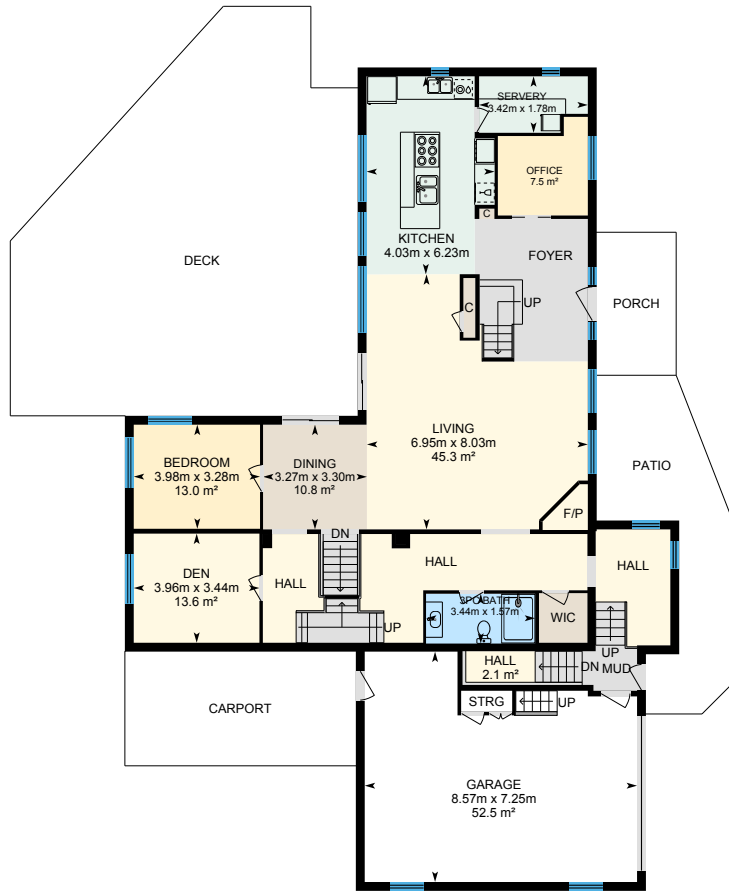 SERVERY
3.42m x 1.78m
OFFICE
7.5 m²
C
KITCHEN
4.03m x 6.23m
FOYER
DECK
UP
C
PORCH
LIVING
6.95m x 8.03m
45.3 m²
BEDROOM
3.98m x 3.28m
13.0 m²
DINING
3.27m x 3.30m
10.8 m²
PATIO
F/P
DN
HALL
HALL
DEN
3.96m x 3.44m
13.6 m²
HALL
3PC BATH
3.44m x 1.57m
WIC
UP
UP
MUD
DN
HALL
2.1 m²
STRG
UP
CARPORT
GARAGE
8.57m x 7.25m
52.5 m²